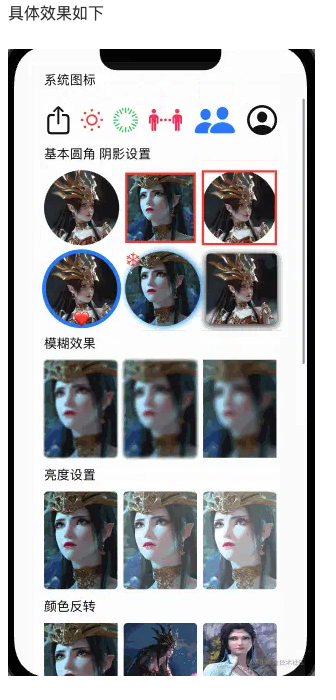 具体效果如下
系统图标
基本圆角 阴影设置
模糊效果
亮度设置
颜色反转